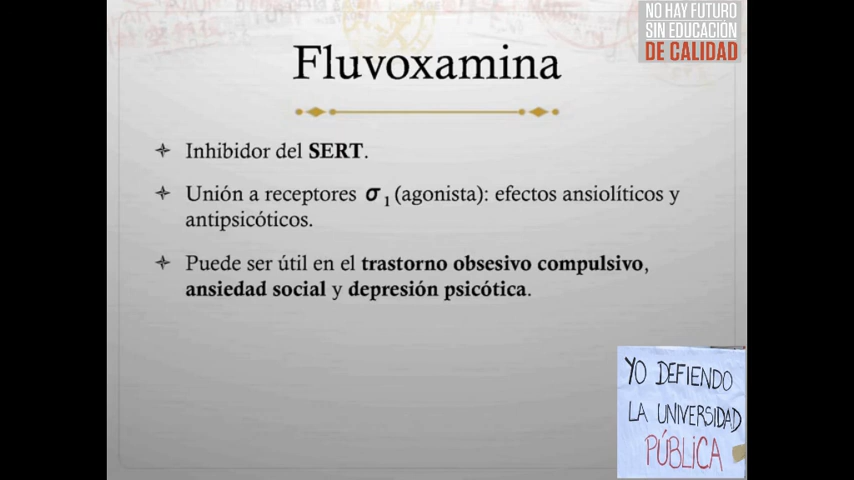 NO HAY FUTURO
SIN EDUCACIÓN
DE CALIDAD
Fluvoxamina
Inhibidor del SERT.
Unión a receptores σ1 (agonista): efectos ansiolíticos y
antipsicóticos.
Puede ser útil en el trastorno obsesivo compulsivo,
ansiedad social y depresión psicótica.
YO DEFIENDO
LA UNIVERSIDAD
PÚBLICA